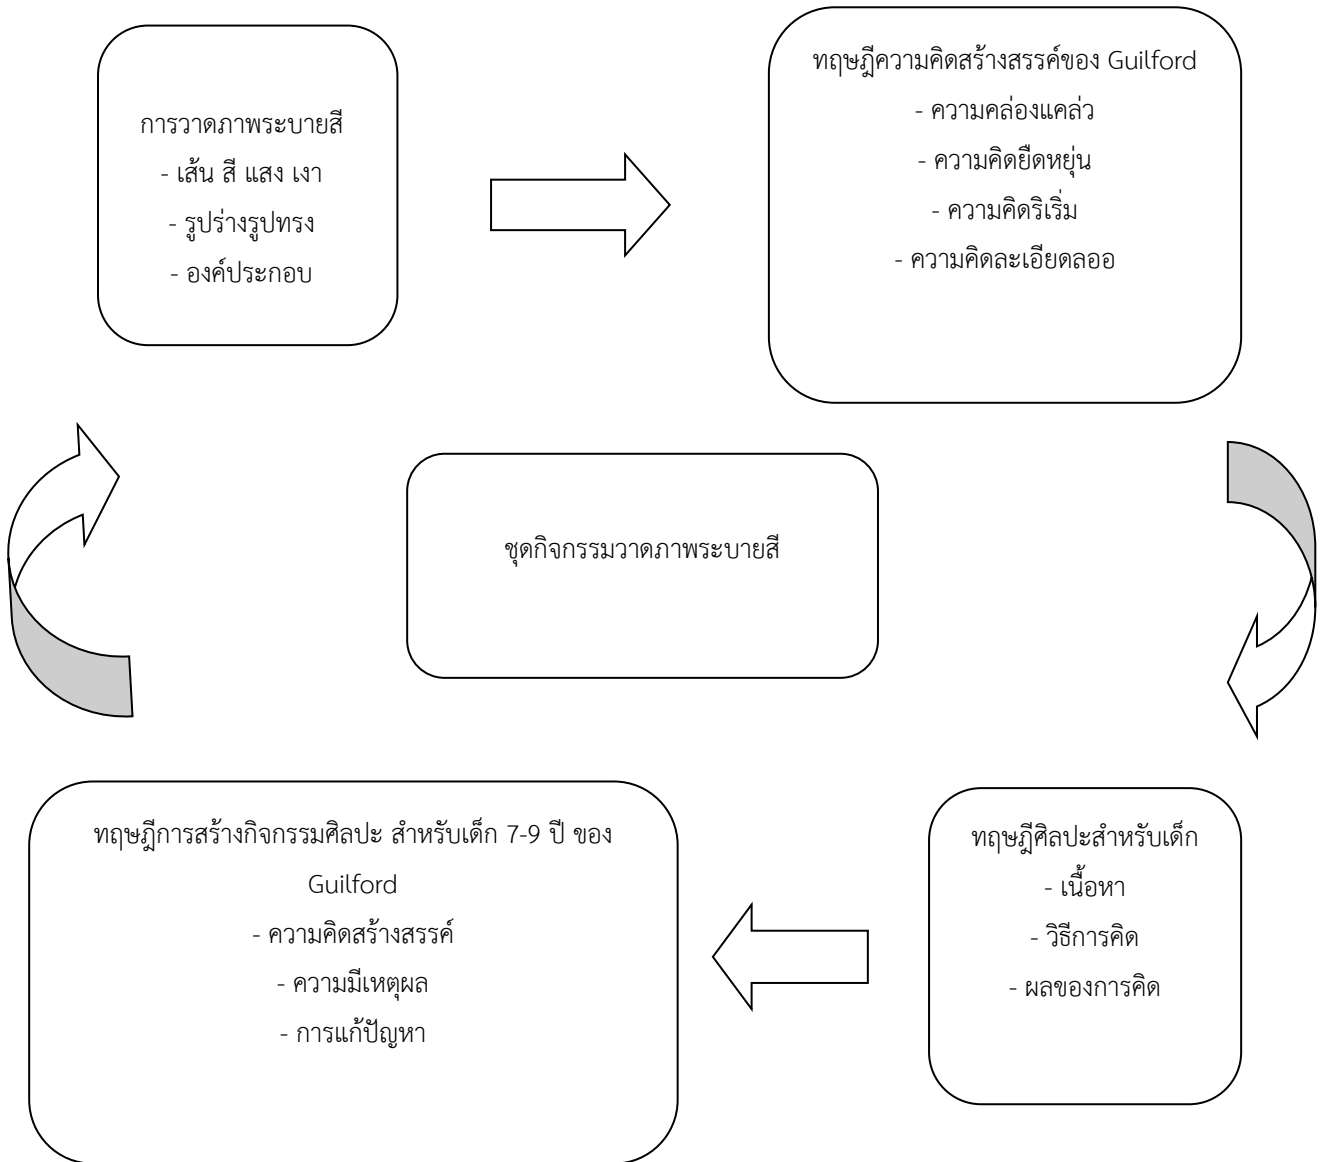 การวาดภาพระบายสี
- เส้น สี แสง เงา
- รูปร่างรูปทรง
- องค์ประกอบ
ทฤษฎีความคิดสร้างสรรค์ของ Guilford
- ความคล่องแคล่ว
- ความคิดยืดหยุ่น
- ความคิดริเริ่ม
- ความคิดละเอียดลออ
ชุดกิจกรรมวาดภาพระบายสี
ทฤษฎีการสร้างกิจกรรมศิลปะ สำหรับเด็ก 7-9 ปี ของ
Guilford
- ความคิดสร้างสรรค์
- ความมีเหตุผล
- การแก้ปัญหา
ทฤษฎีศิลปะสำหรับเด็ก
- เนื้อหา
- วิธีการคิด
- ผลของการคิด